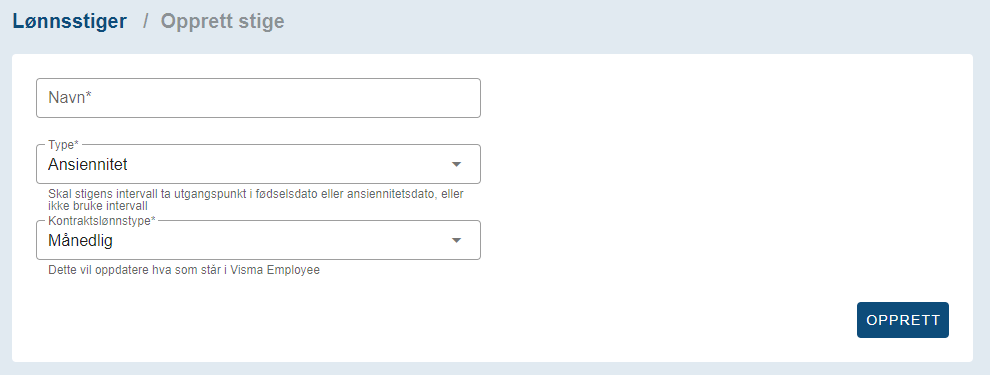 Lønnsstiger / Opprett stige
Navn*
Type*
Ansiennitet
Skal stigens intervall ta utgangspunkt i fødselsdato eller ansiennitetsdato, eller
ikke bruke intervall
Kontraktslønnstype*
Månedlig
Dette vil oppdatere hva som står i Visma Employee
OPPRETT